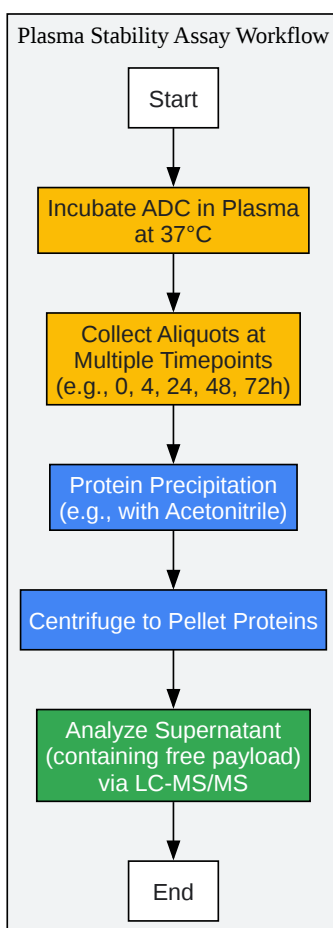 Plasma Stability Assay Workflow
Start
Incubate ADC in Plasma
at 37°C
Collect Aliquots at
Multiple Timepoints
(e.g., 0, 4, 24, 48, 72h)
Protein Precipitation
(e.g., with Acetonitrile)
Centrifuge to Pellet Proteins
Analyze Supernatant
(containing free payload)
via LC-MS/MS
End